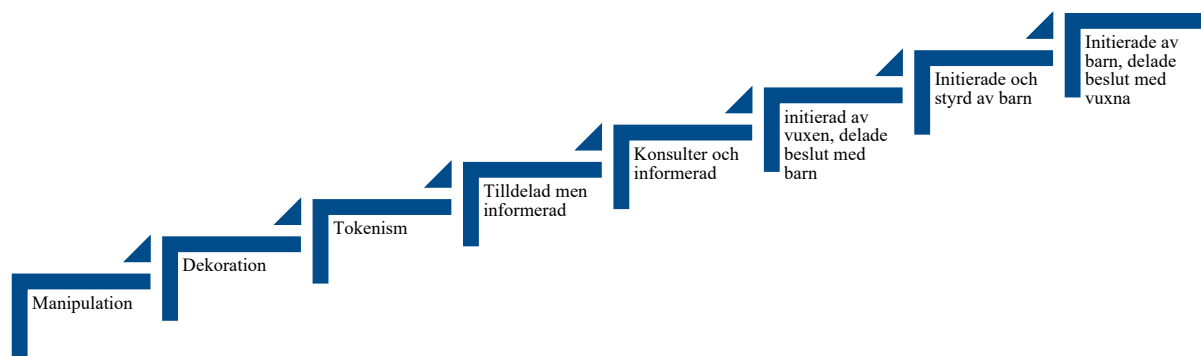 Manipulation
Dekoration
Tokenism
Tilldelad men
informerad
Konsulter och
informerad
initierad av
vuxen, delade
beslut med
barn
Initierade och
styrd av barn
Initierade av
barn, delade
beslut med
vuxna